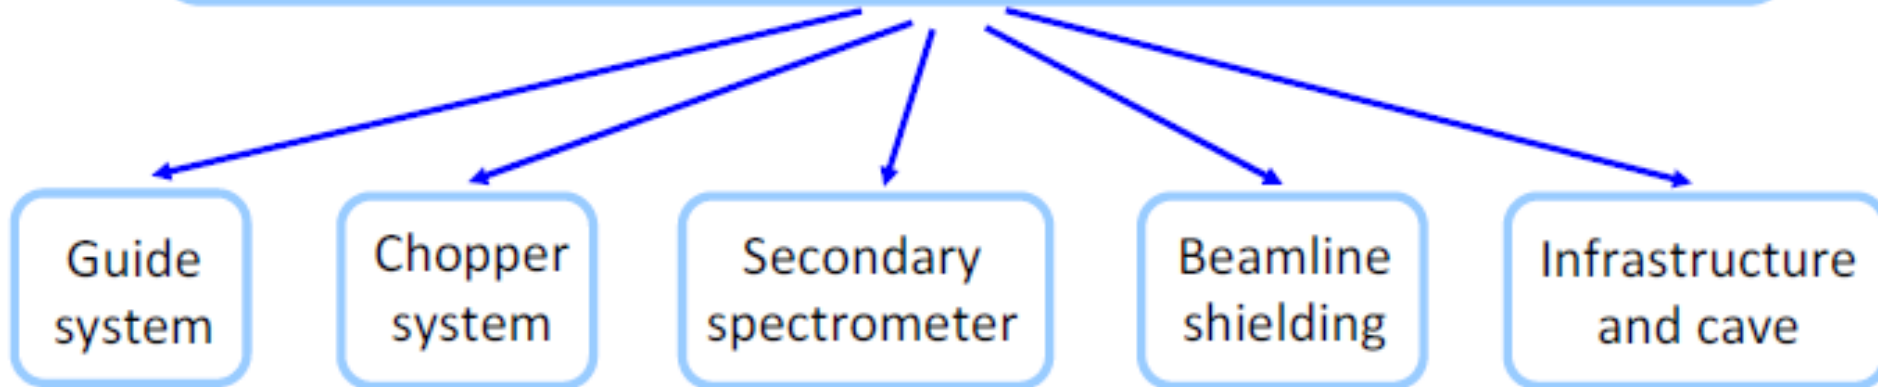 Guide
system
Chopper
system
Secondary
spectrometer
Beamline
shielding
Infrastructure
and cave